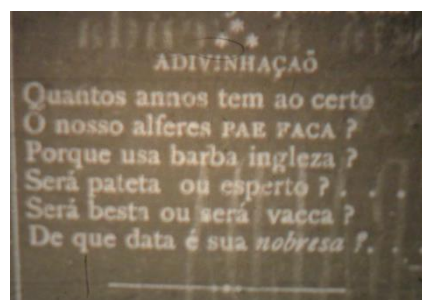 ADIVINHAÇAÕ
Quantos annos tem ao certo
O nosso alferes PAE FACA ?
Porque usa barba ingleza ?
Será pateta ou esperto ? . . .
Será besta ou será vacca ?
De que data é sua nobresa ?. . .